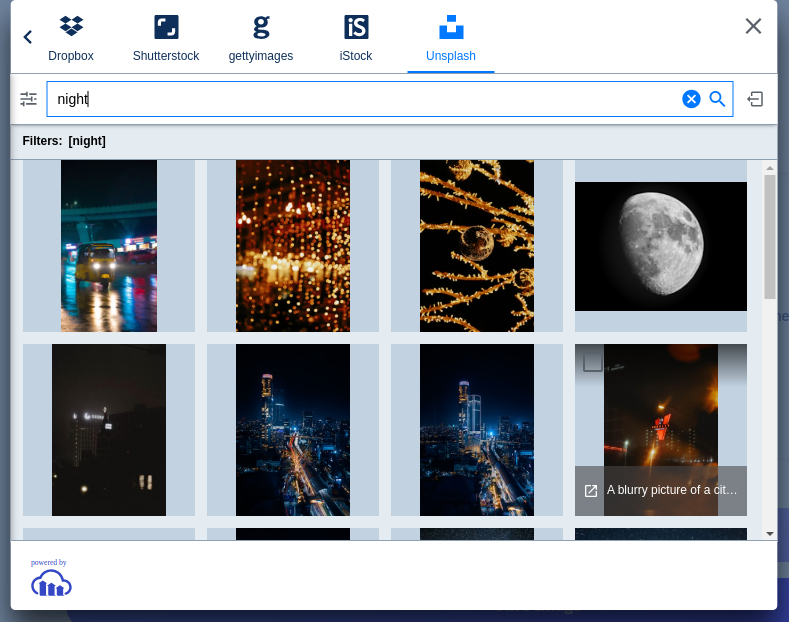 Dropbox
Shutterstock
gettyimages
iStock
Unsplash
night
Filters: [night]
A blurry picture of a cit...
powered by